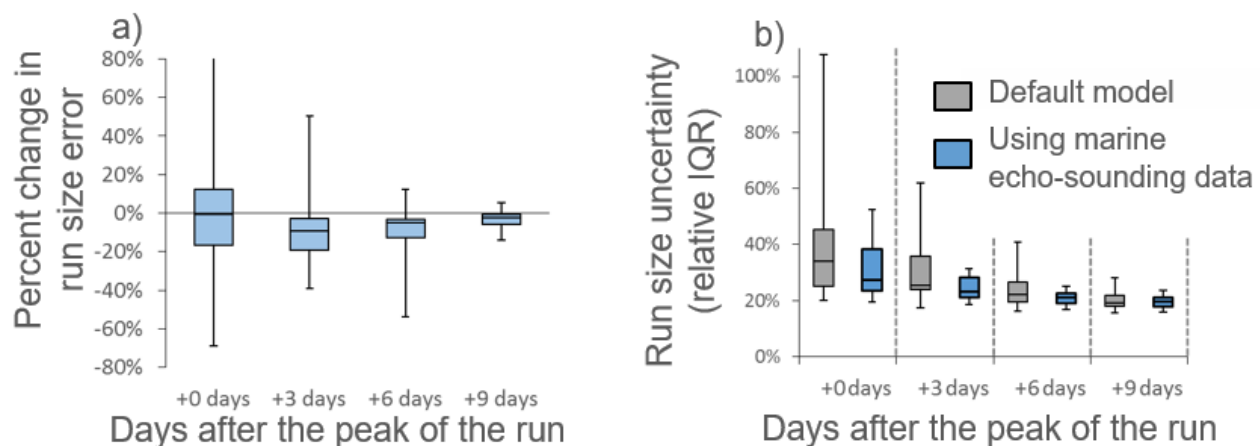 a)
Percent change in
run size error
80%
60%
40%
20%
0%
-20%
-40%
-60%
-80%
+0 days +3 days +6 days +9 days
Days after the peak of the run
b)
Run size uncertainty
(relative IQR)
100%
80%
60%
40%
20%
0%
Default model
Using marine
echo-sounding data
+0 days +3 days +6 days +9 days
Days after the peak of the run